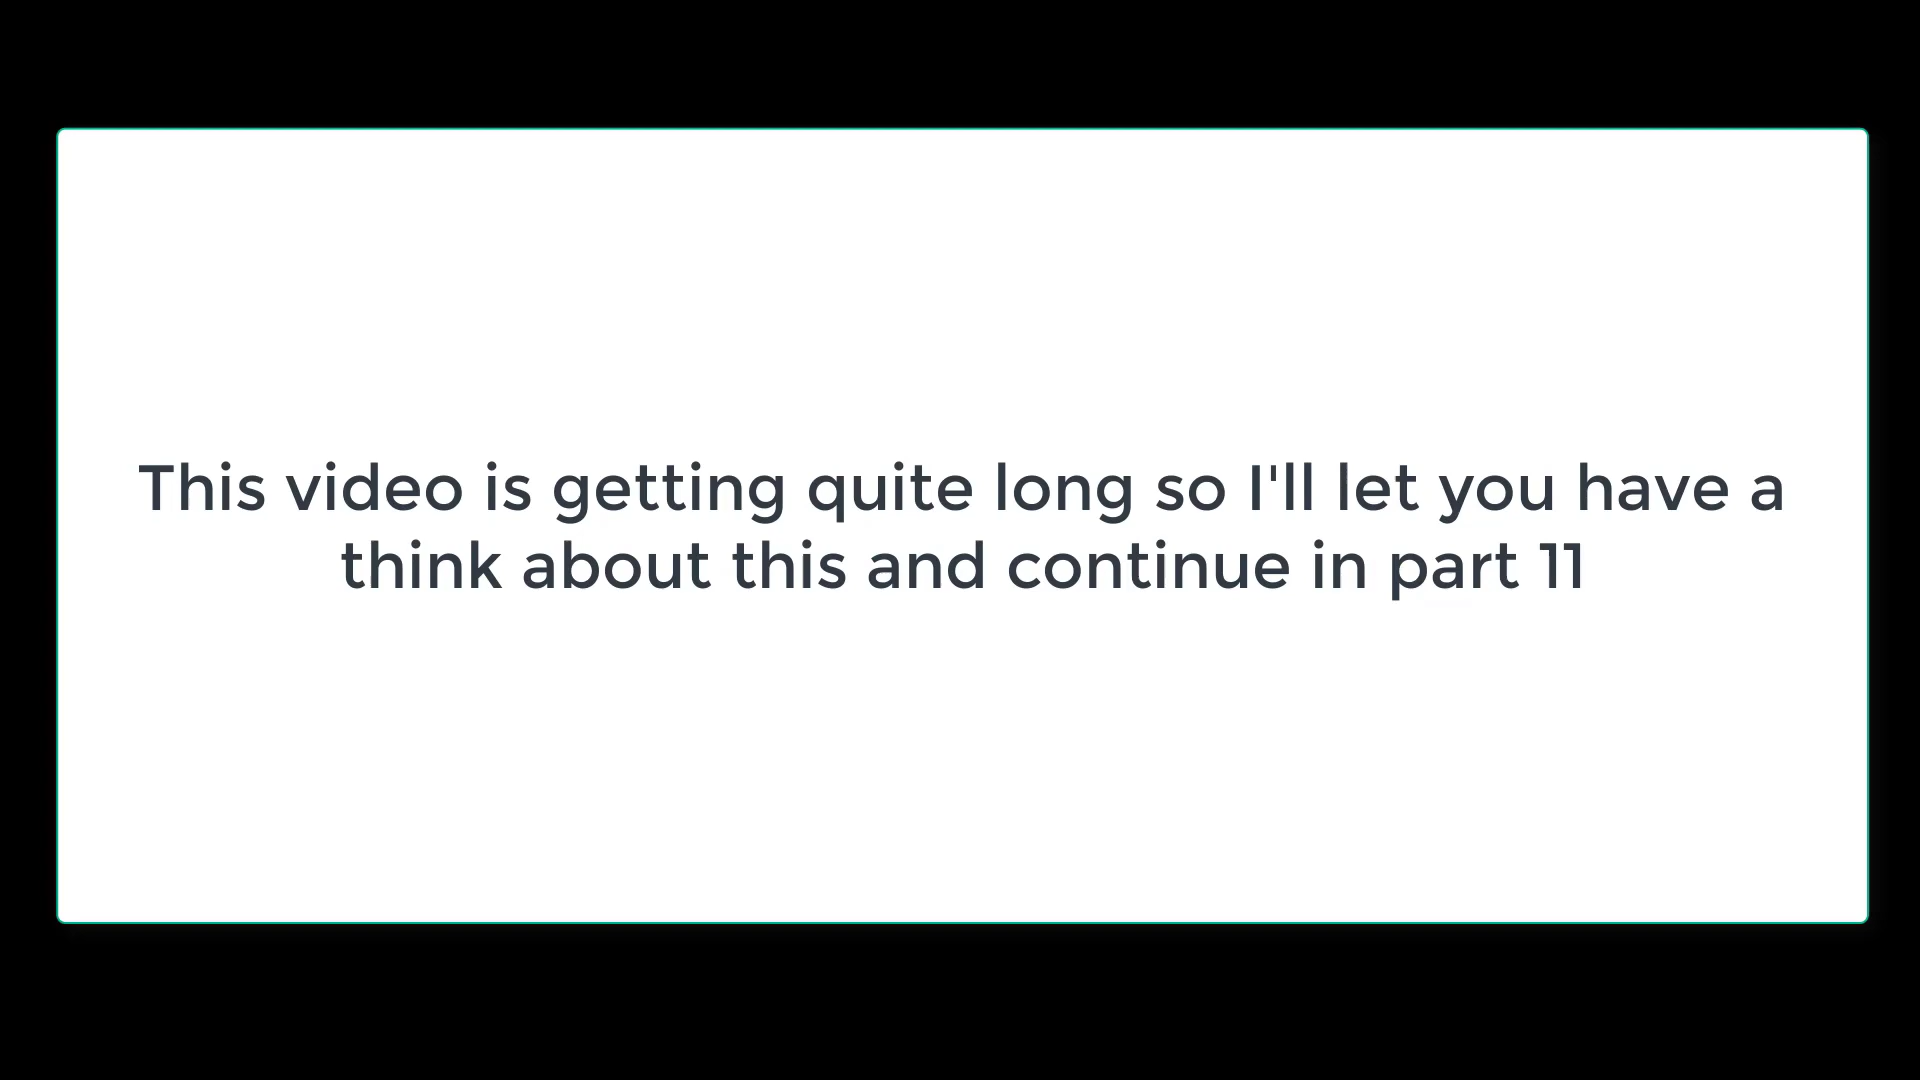 This video is getting quite long so I'll let you have a
think about this and continue in part 11